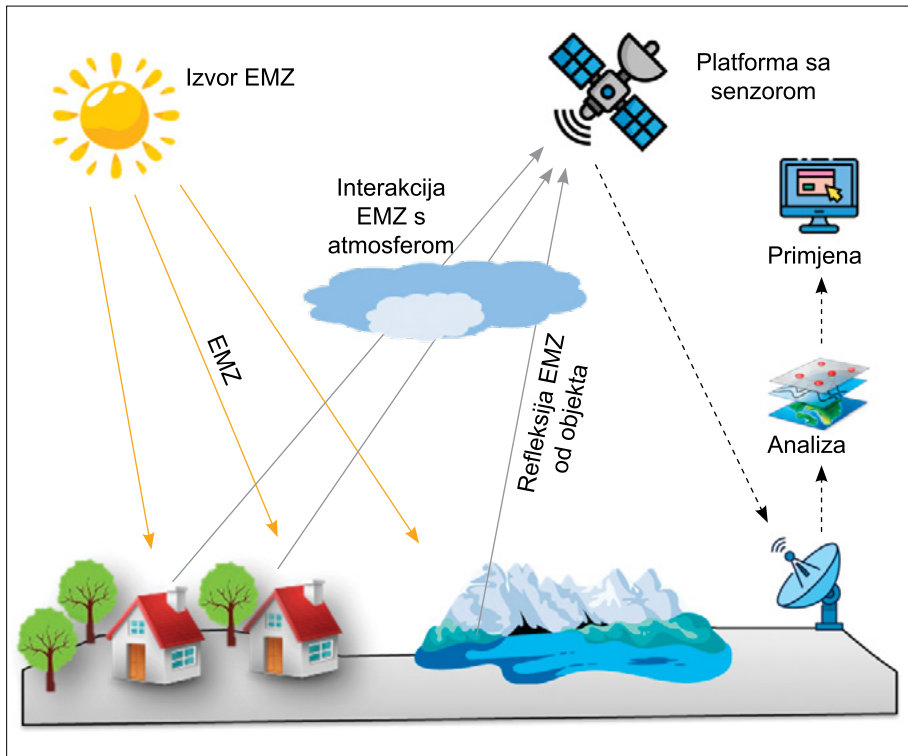 Izvor EMZ
Platforma sa
senzorom
Interakcija
EMZ s
atmosferom
Primjena
EMZ
Refleksija EMZ
od objekta
Analiza